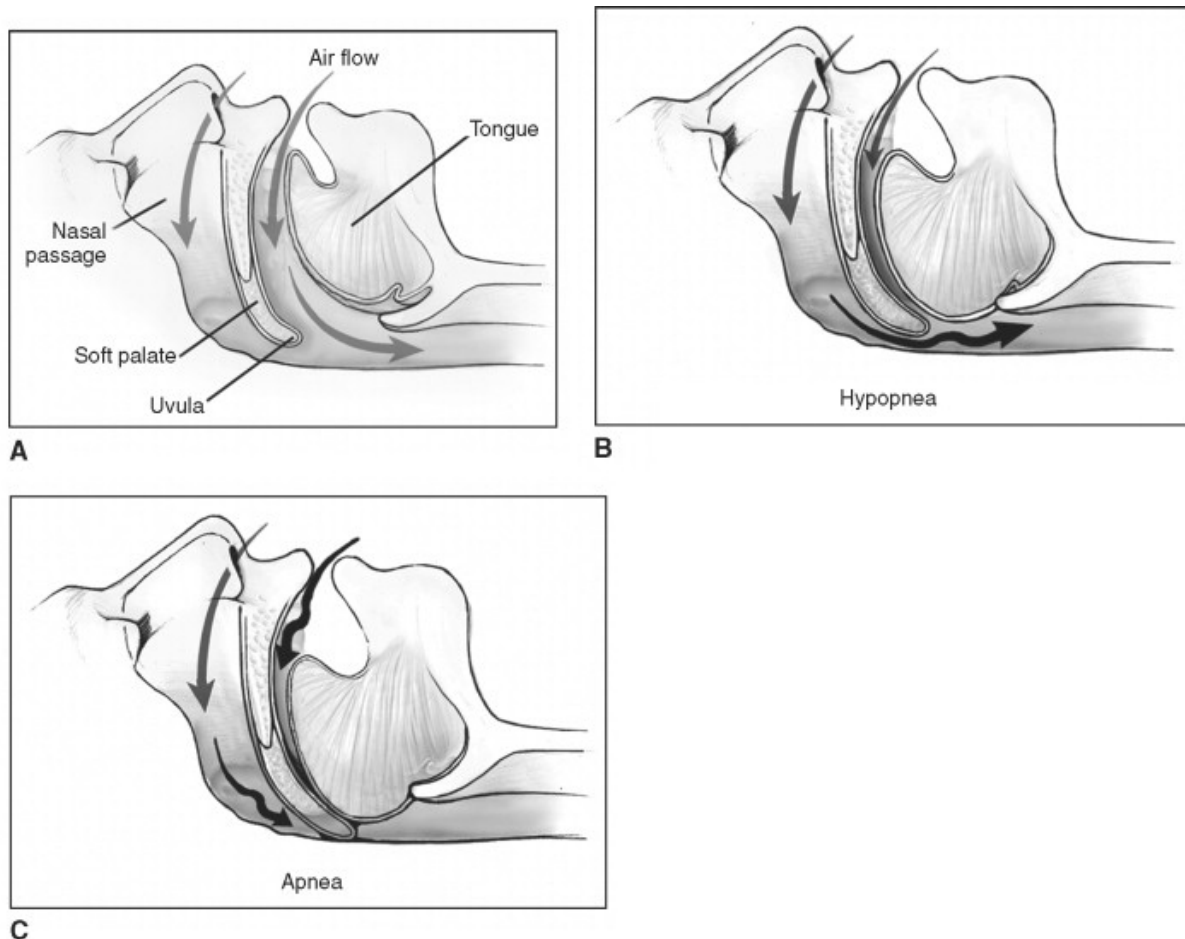 Air flow
Tongue
Nasal
passage
Soft palate
Uvula
A
Hypopnea
B
Apnea
C